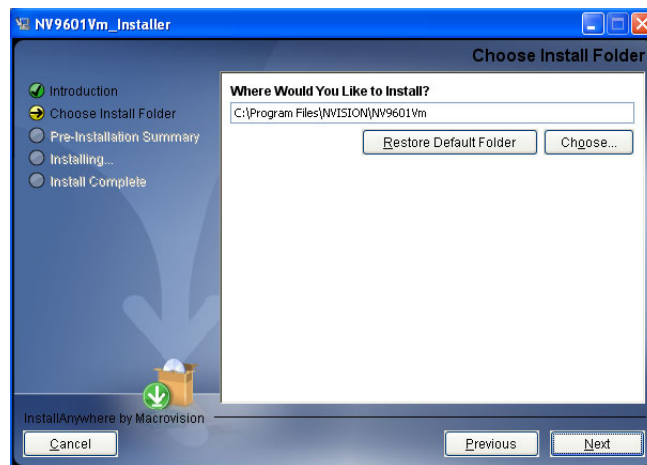 NV9601Vm_Installer
Choose Install Folder
Introduction
Choose Install Folder
Pre-Installation Summary
Installing...
Install Complete
Where Would You Like to Install?
C:\Program Files\NVISION\NV9601Vm
Restore Default Folder
Choose...
InstallAnywhere by Macrovision
Cancel
Previous
Next